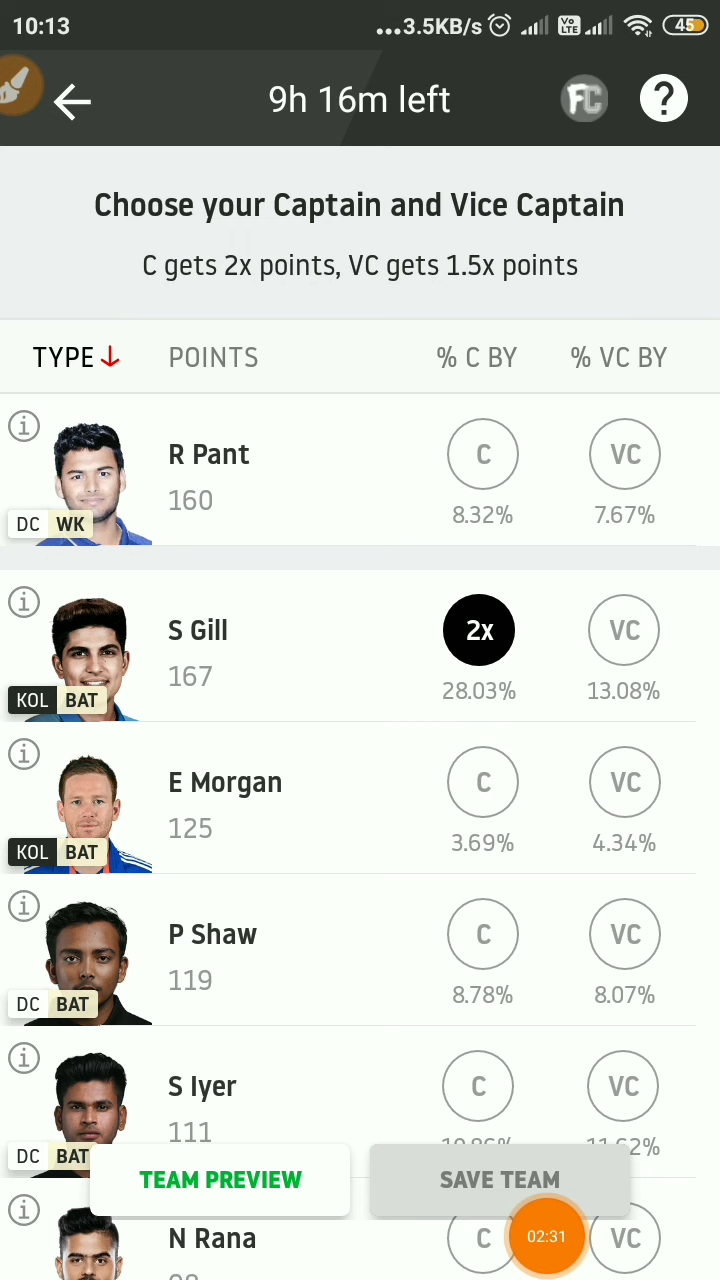 10:13
...3.5KB/s
Vo LTE
45
9h 16m left
FC
?
Choose your Captain and Vice Captain
C gets 2x points, VC gets 1.5x points
TYPE POINTS % C BY % VC BY
i
R Pant
160
DC WK
C VC
8.32% 7.67%
i
S Gill
167
KOL BAT
2x VC
28.03% 13.08%
i
E Morgan
125
KOL BAT
C VC
3.69% 4.34%
i
P Shaw
119
DC BAT
C VC
8.78% 8.07%
i
S Iyer
111
DC BAT
C VC
TEAM PREVIEW SAVE TEAM
i
N Rana
C VC
02:31